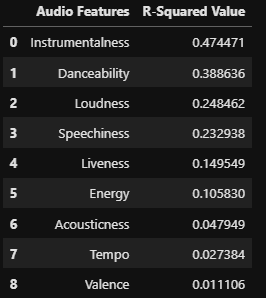 Audio Features R-Squared Value
0 Instrumentalness 0.474471
1 Danceability 0.388636
2 Loudness 0.248462
3 Speechiness 0.232938
4 Liveness 0.149549
5 Energy 0.105830
6 Acousticness 0.047949
7 Tempo 0.027384
8 Valence 0.011106